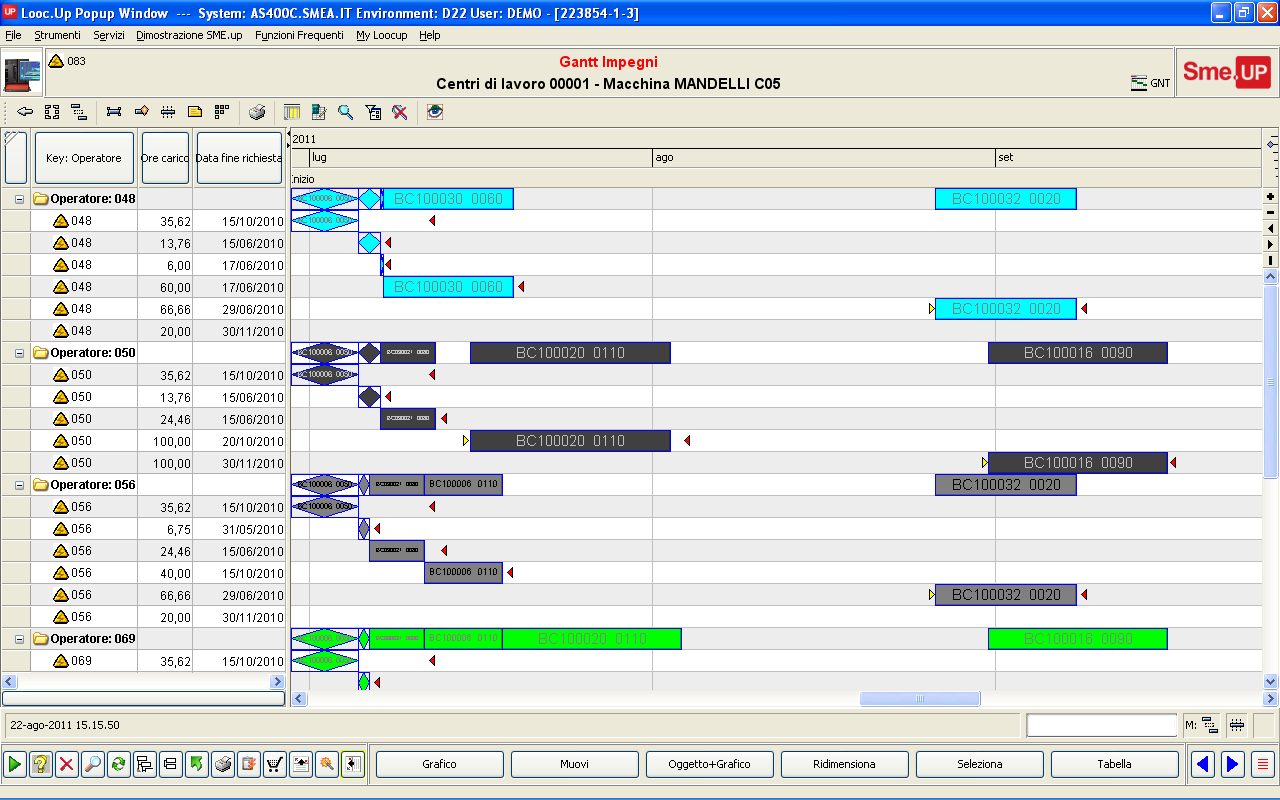 UP Looc.Up Popup Window --- System: AS400C.SMEA.IT Environment: D22 User: DEMO - [223854-1-3]
File Strumenti Servizi Dimostrazione SME.up Funzioni Frequenti My Loocup Help
083
Gantt Impegni
Centri di lavoro 00001 - Macchina MANDELLI C05
GNT
Sme.UP
Key: Operatore Ore carico Data fine richiesta
2011
lug ago set
Inizio
Operatore: 048 BC100030 0060 BC100032 0020
048 35,62 15/10/2010
048 13,76 15/06/2010
048 6,00 17/06/2010
048 60,00 17/06/2010 BC100030 0060
048 66,66 29/06/2010 BC100032 0020
048 20,00 30/11/2010
Operatore: 050 BC100006 0050 BC100020 0110 BC100016 0090
050 35,62 15/10/2010 BC100006 0050
050 13,76 15/06/2010
050 24,46 15/06/2010
050 100,00 20/10/2010 BC100020 0110
050 100,00 30/11/2010 BC100016 0090
Operatore: 056 BC100006 0050 BC100006 0110 BC100032 0020
056 35,62 15/10/2010 BC100006 0050
056 6,75 31/05/2010
056 24,46 15/06/2010
056 40,00 15/10/2010 BC100006 0110
056 66,66 29/06/2010 BC100032 0020
056 20,00 30/11/2010
Operatore: 069 BC100006 0110 BC100020 0110 BC100016 0090
069 35,62 15/10/2010
22-ago-2011 15.15.50
M:
Grafico Muovi Oggetto+Grafico Ridimensiona Seleziona Tabella